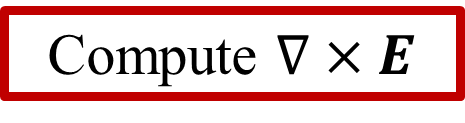 Compute ∇ × E